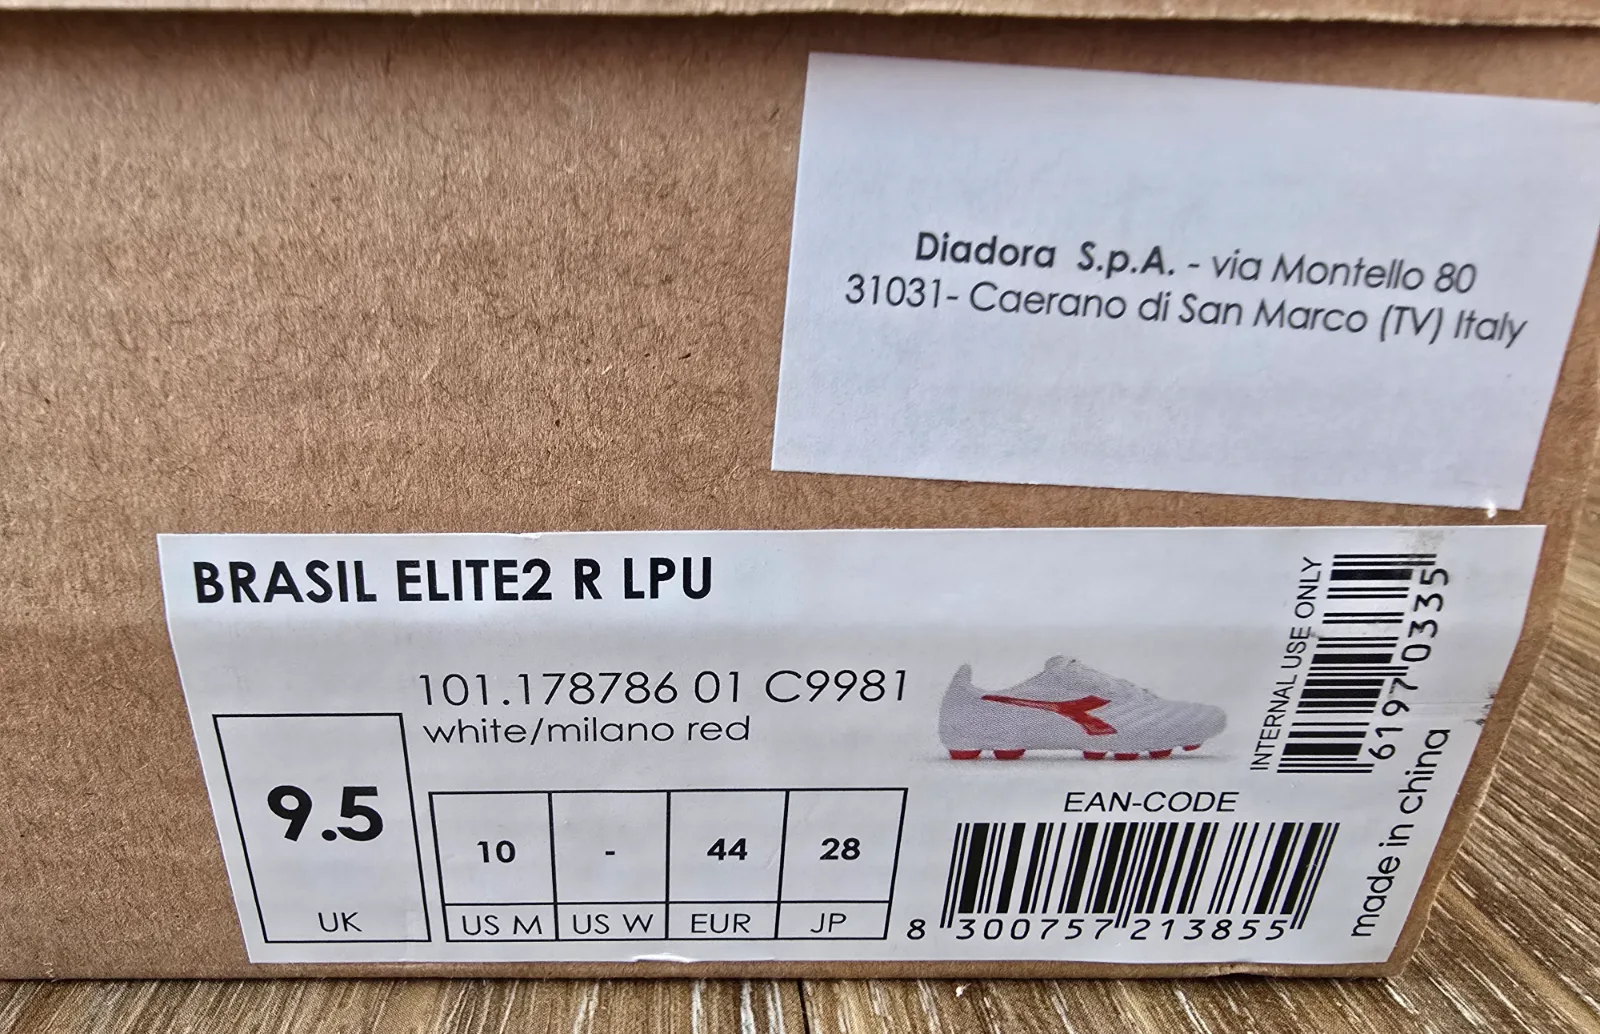 Diadora S.p.A. - via Montello 80
31031- Caerano di San Marco (TV) Italy
BRASIL ELITE2 R LPU
101.178786 01 C9981
white/milano red
9.5
UK
10 - 44 28
US M US W EUR JP
INTERNAL USE ONLY
61970335
EAN-CODE
8 300757 213855
made in china